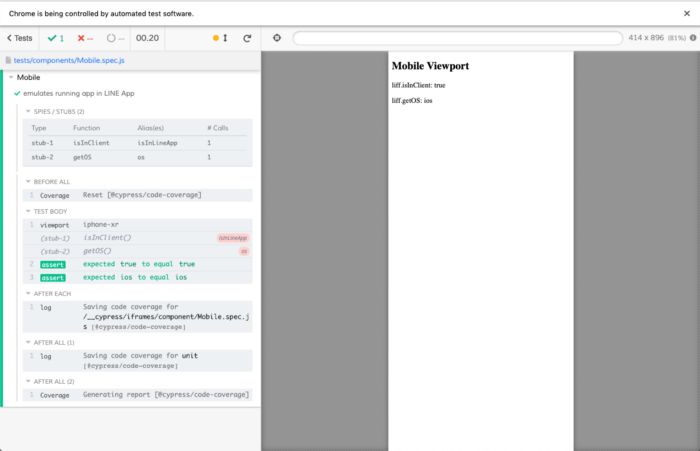 Chrome is being controlled by automated test software.
Tests 1 -- -- 00.20 414 x 896 (81%)
tests/components/Mobile.spec.js
Mobile
emulates running app in LINE App
SPIES / STUBS (2)
Type Function Alias(es) # Calls
stub-1 isInClient isInLineApp 1
stub-2 getOS os 1
BEFORE ALL
1 Coverage Reset [@cypress/code-coverage]
TEST BODY
1 viewport iphone-xr
(stub-1) isInClient() isInLineApp
(stub-2) getOS() os
2 assert expected true to equal true
3 assert expected ios to equal ios
AFTER EACH
1 log Saving code coverage for
/__cypress/iframes/component/Mobile.spec.j
s [@cypress/code-coverage]
AFTER ALL (1)
1 log Saving code coverage for unit
[@cypress/code-coverage]
AFTER ALL (2)
1 Coverage Generating report [@cypress/code-coverage]
Mobile Viewport
liff.isInClient: true
liff.getOS: ios